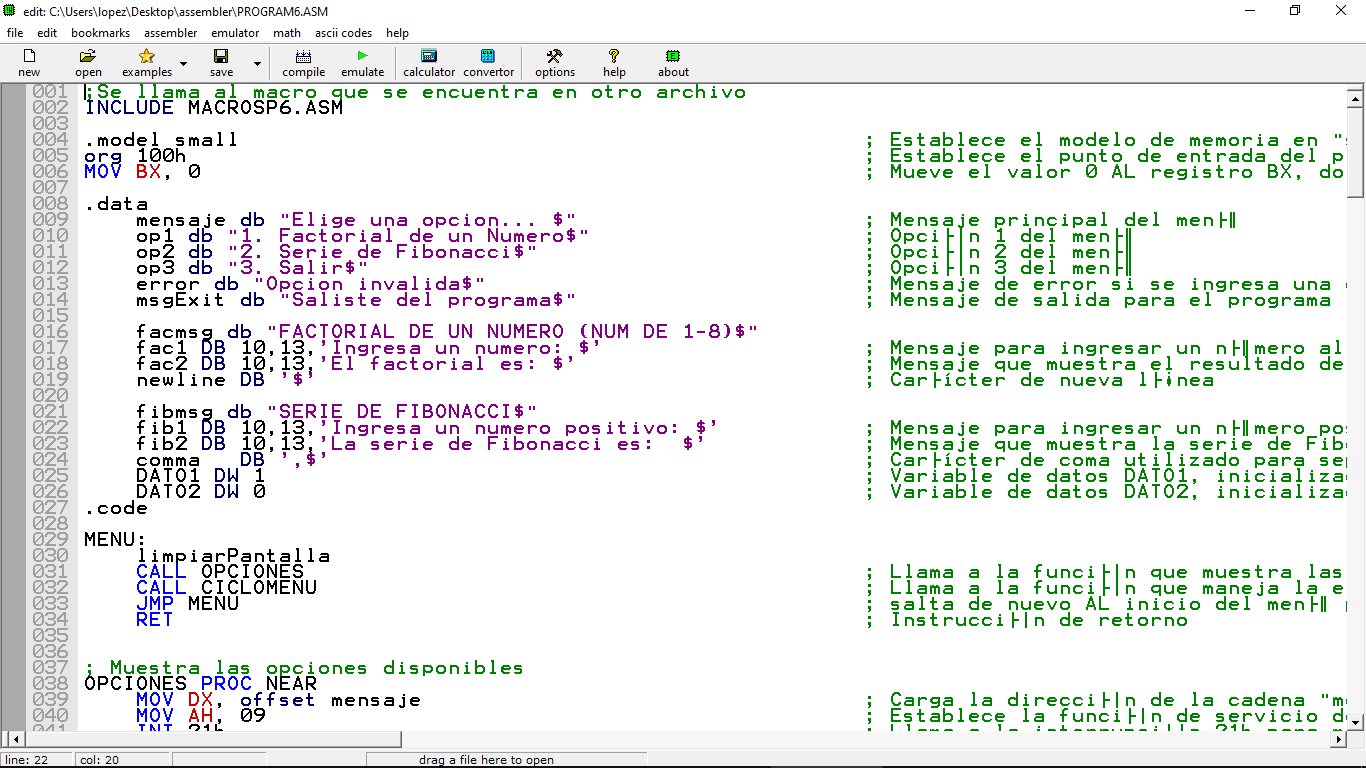 edit: C:\Users\lopez\Desktop\assembler\PROGRAM6.ASM
file edit bookmarks assembler emulator math ascii codes help
new open examples save compile emulate calculator convertor options help about
001 ;Se llama al macro que se encuentra en otro archivo
002 INCLUDE MACROSP6.ASM
003
004 .model small ; Establece el modelo de memoria en "s
005 org 100h ; Establece el punto de entrada del p
006 MOV BX, 0 ; Mueve el valor 0 AL registro BX, do
007
008 .data
009 mensaje db "Elige una opcion... $" ; Mensaje principal del men├║
010 op1 db "1. Factorial de un Numero$" ; Opci├│n 1 del men├║
011 op2 db "2. Serie de Fibonacci$" ; Opci├│n 2 del men├║
012 op3 db "3. Salir$" ; Opci├│n 3 del men├║
013 error db "Opcion invalida$" ; Mensaje de error si se ingresa una
014 msgExit db "Saliste del programa$" ; Mensaje de salida para el programa
015
016 facmsg db "FACTORIAL DE UN NUMERO (NUM DE 1-8)$"
017 fac1 DB 10,13,'Ingresa un numero: $' ; Mensaje para ingresar un n├║mero al
018 fac2 DB 10,13,'El factorial es: $' ; Mensaje que muestra el resultado de
019 newline DB '$' ; Car├ícter de nueva l├¡nea
020
021 fibmsg db "SERIE DE FIBONACCI$"
022 fib1 DB 10,13,'Ingresa un numero positivo: $' ; Mensaje para ingresar un n├║mero pos
023 fib2 DB 10,13,'La serie de Fibonacci es:  $' ; Mensaje que muestra la serie de Fib
024 comma DB ',$' ; Car├ícter de coma utilizado para sep
025 DATO1 DW 1 ; Variable de datos DATO1, inicializa
026 DATO2 DW 0 ; Variable de datos DATO2, inicializa
027 .code
028
029 MENU:
030 limpiarPantalla
031 CALL OPCIONES ; Llama a la funci├│n que muestra las
032 CALL CICLOMENU ; Llama a la funci├│n que maneja la e
033 JMP MENU ; salta de nuevo AL inicio del men├║
034 RET ; Instrucci├│n de retorno
035
036
037 ; Muestra las opciones disponibles
038 OPCIONES PROC NEAR
039 MOV DX, offset mensaje ; Carga la direcci├│n de la cadena "m
040 MOV AH, 09 ; Establece la funci├│n de servicio d
041 INT 21h
line: 22 col: 20 drag a file here to open